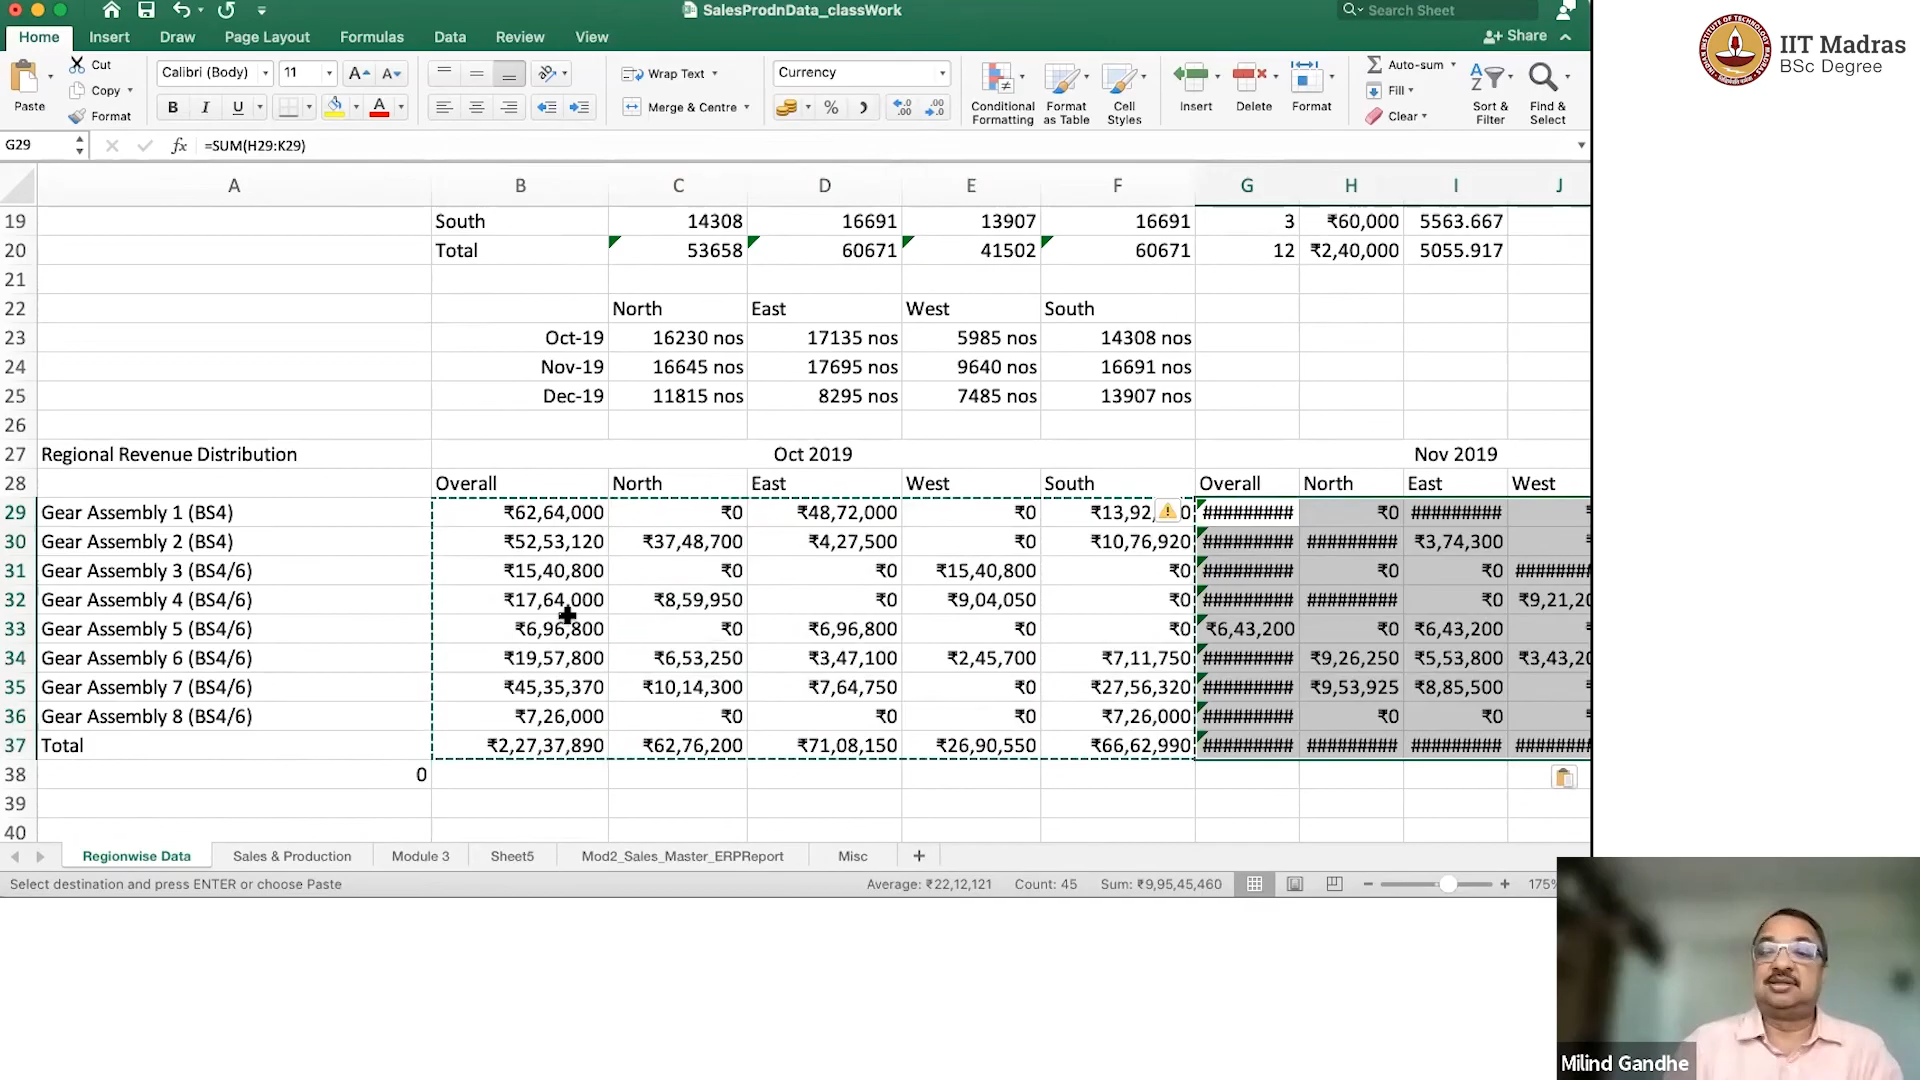 SalesProdnData_classWork
Search Sheet
Home Insert Draw Page Layout Formulas Data Review View
Share
Paste
Cut
Copy
Format
Calibri (Body) 11
A A
B I U A
Wrap Text
Merge & Centre
Currency
%
Conditional Formatting
Format as Table
Cell Styles
Insert
Delete
Format
Auto-sum
Fill
Clear
Sort & Filter
Find & Select
IIT Madras
BSc Degree
G29 fx =SUM(H29:K29)
A B C D E F G H I J
19 South 14308 16691 13907 16691 3 ₹60,000 5563.667
20 Total 53658 60671 41502 60671 12 ₹2,40,000 5055.917
21
22 North East West South
23 Oct-19 16230 nos 17135 nos 5985 nos 14308 nos
24 Nov-19 16645 nos 17695 nos 9640 nos 16691 nos
25 Dec-19 11815 nos 8295 nos 7485 nos 13907 nos
26
27 Regional Revenue Distribution Oct 2019 Nov 2019
28 Overall North East West South Overall North East West
29 Gear Assembly 1 (BS4) ₹62,64,000 ₹0 ₹48,72,000 ₹0 ₹13,92, 0 ######### ₹0 #########
30 Gear Assembly 2 (BS4) ₹52,53,120 ₹37,48,700 ₹4,27,500 ₹0 ₹10,76,920 ######### ######### ₹3,74,300
31 Gear Assembly 3 (BS4/6) ₹15,40,800 ₹0 ₹0 ₹15,40,800 ₹0 ######### ₹0 ₹0 #######
32 Gear Assembly 4 (BS4/6) ₹17,64,000 ₹8,59,950 ₹0 ₹9,04,050 ₹0 ######### ######### ₹0 ₹9,21,20
33 Gear Assembly 5 (BS4/6) ₹6,96,800 ₹0 ₹6,96,800 ₹0 ₹0 ₹6,43,200 ₹0 ₹6,43,200
34 Gear Assembly 6 (BS4/6) ₹19,57,800 ₹6,53,250 ₹3,47,100 ₹2,45,700 ₹7,11,750 ######### ₹9,26,250 ₹5,53,800 ₹3,43,20
35 Gear Assembly 7 (BS4/6) ₹45,35,370 ₹10,14,300 ₹7,64,750 ₹0 ₹27,56,320 ######### ₹9,53,925 ₹8,85,500
36 Gear Assembly 8 (BS4/6) ₹7,26,000 ₹0 ₹0 ₹0 ₹7,26,000 ######### ₹0 ₹0
37 Total ₹2,27,37,890 ₹62,76,200 ₹71,08,150 ₹26,90,550 ₹66,62,990 ######### ######### ######### #######
38 0
39
40
Regionwise Data Sales & Production Module 3 Sheet5 Mod2_Sales_Master_ERPReport Misc +
Select destination and press ENTER or choose Paste Average: ₹22,12,121 Count: 45 Sum: ₹9,95,45,460 175%
Milind Gandhe